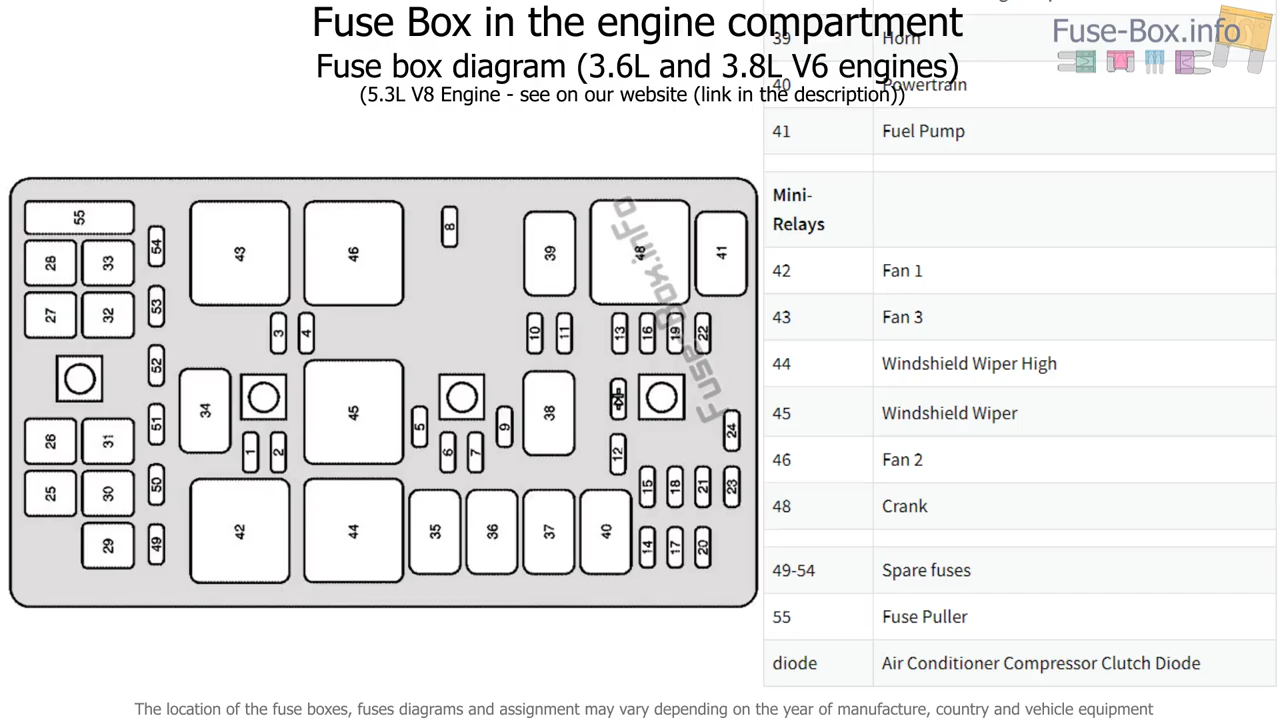 Fuse Box in the engine compartment
Fuse box diagram (3.6L and 3.8L V6 engines)
(5.3L V8 Engine - see on our website (link in the description))
Fuse-Box.info
39 Horn
40 Powertrain
41 Fuel Pump
Mini-
Relays
42 Fan 1
43 Fan 3
44 Windshield Wiper High
45 Windshield Wiper
46 Fan 2
48 Crank
49-54 Spare fuses
55 Fuse Puller
diode Air Conditioner Compressor Clutch Diode
55
54
28 33
43 46 8 39 48 41
27 32 53
3 4 10 11 13 16 19 22
52
34 45 5 9 38
26 31 51
1 2 6 7 12 24
25 30 50
15 18 21 23
29 49
42 44 35 36 37 40
14 17 20
Fuse-Box.info
The location of the fuse boxes, fuses diagrams and assignment may vary depending on the year of manufacture, country and vehicle equipment